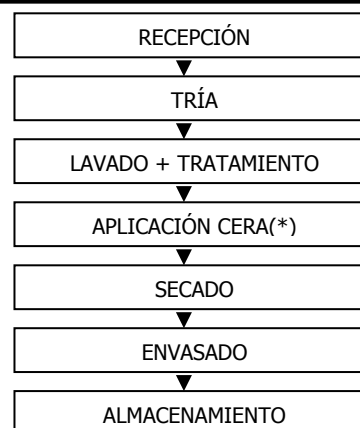 RECEPCIÓN
TRÍA
LAVADO + TRATAMIENTO
APLICACIÓN CERA(*)
SECADO
ENVASADO
ALMACENAMIENTO